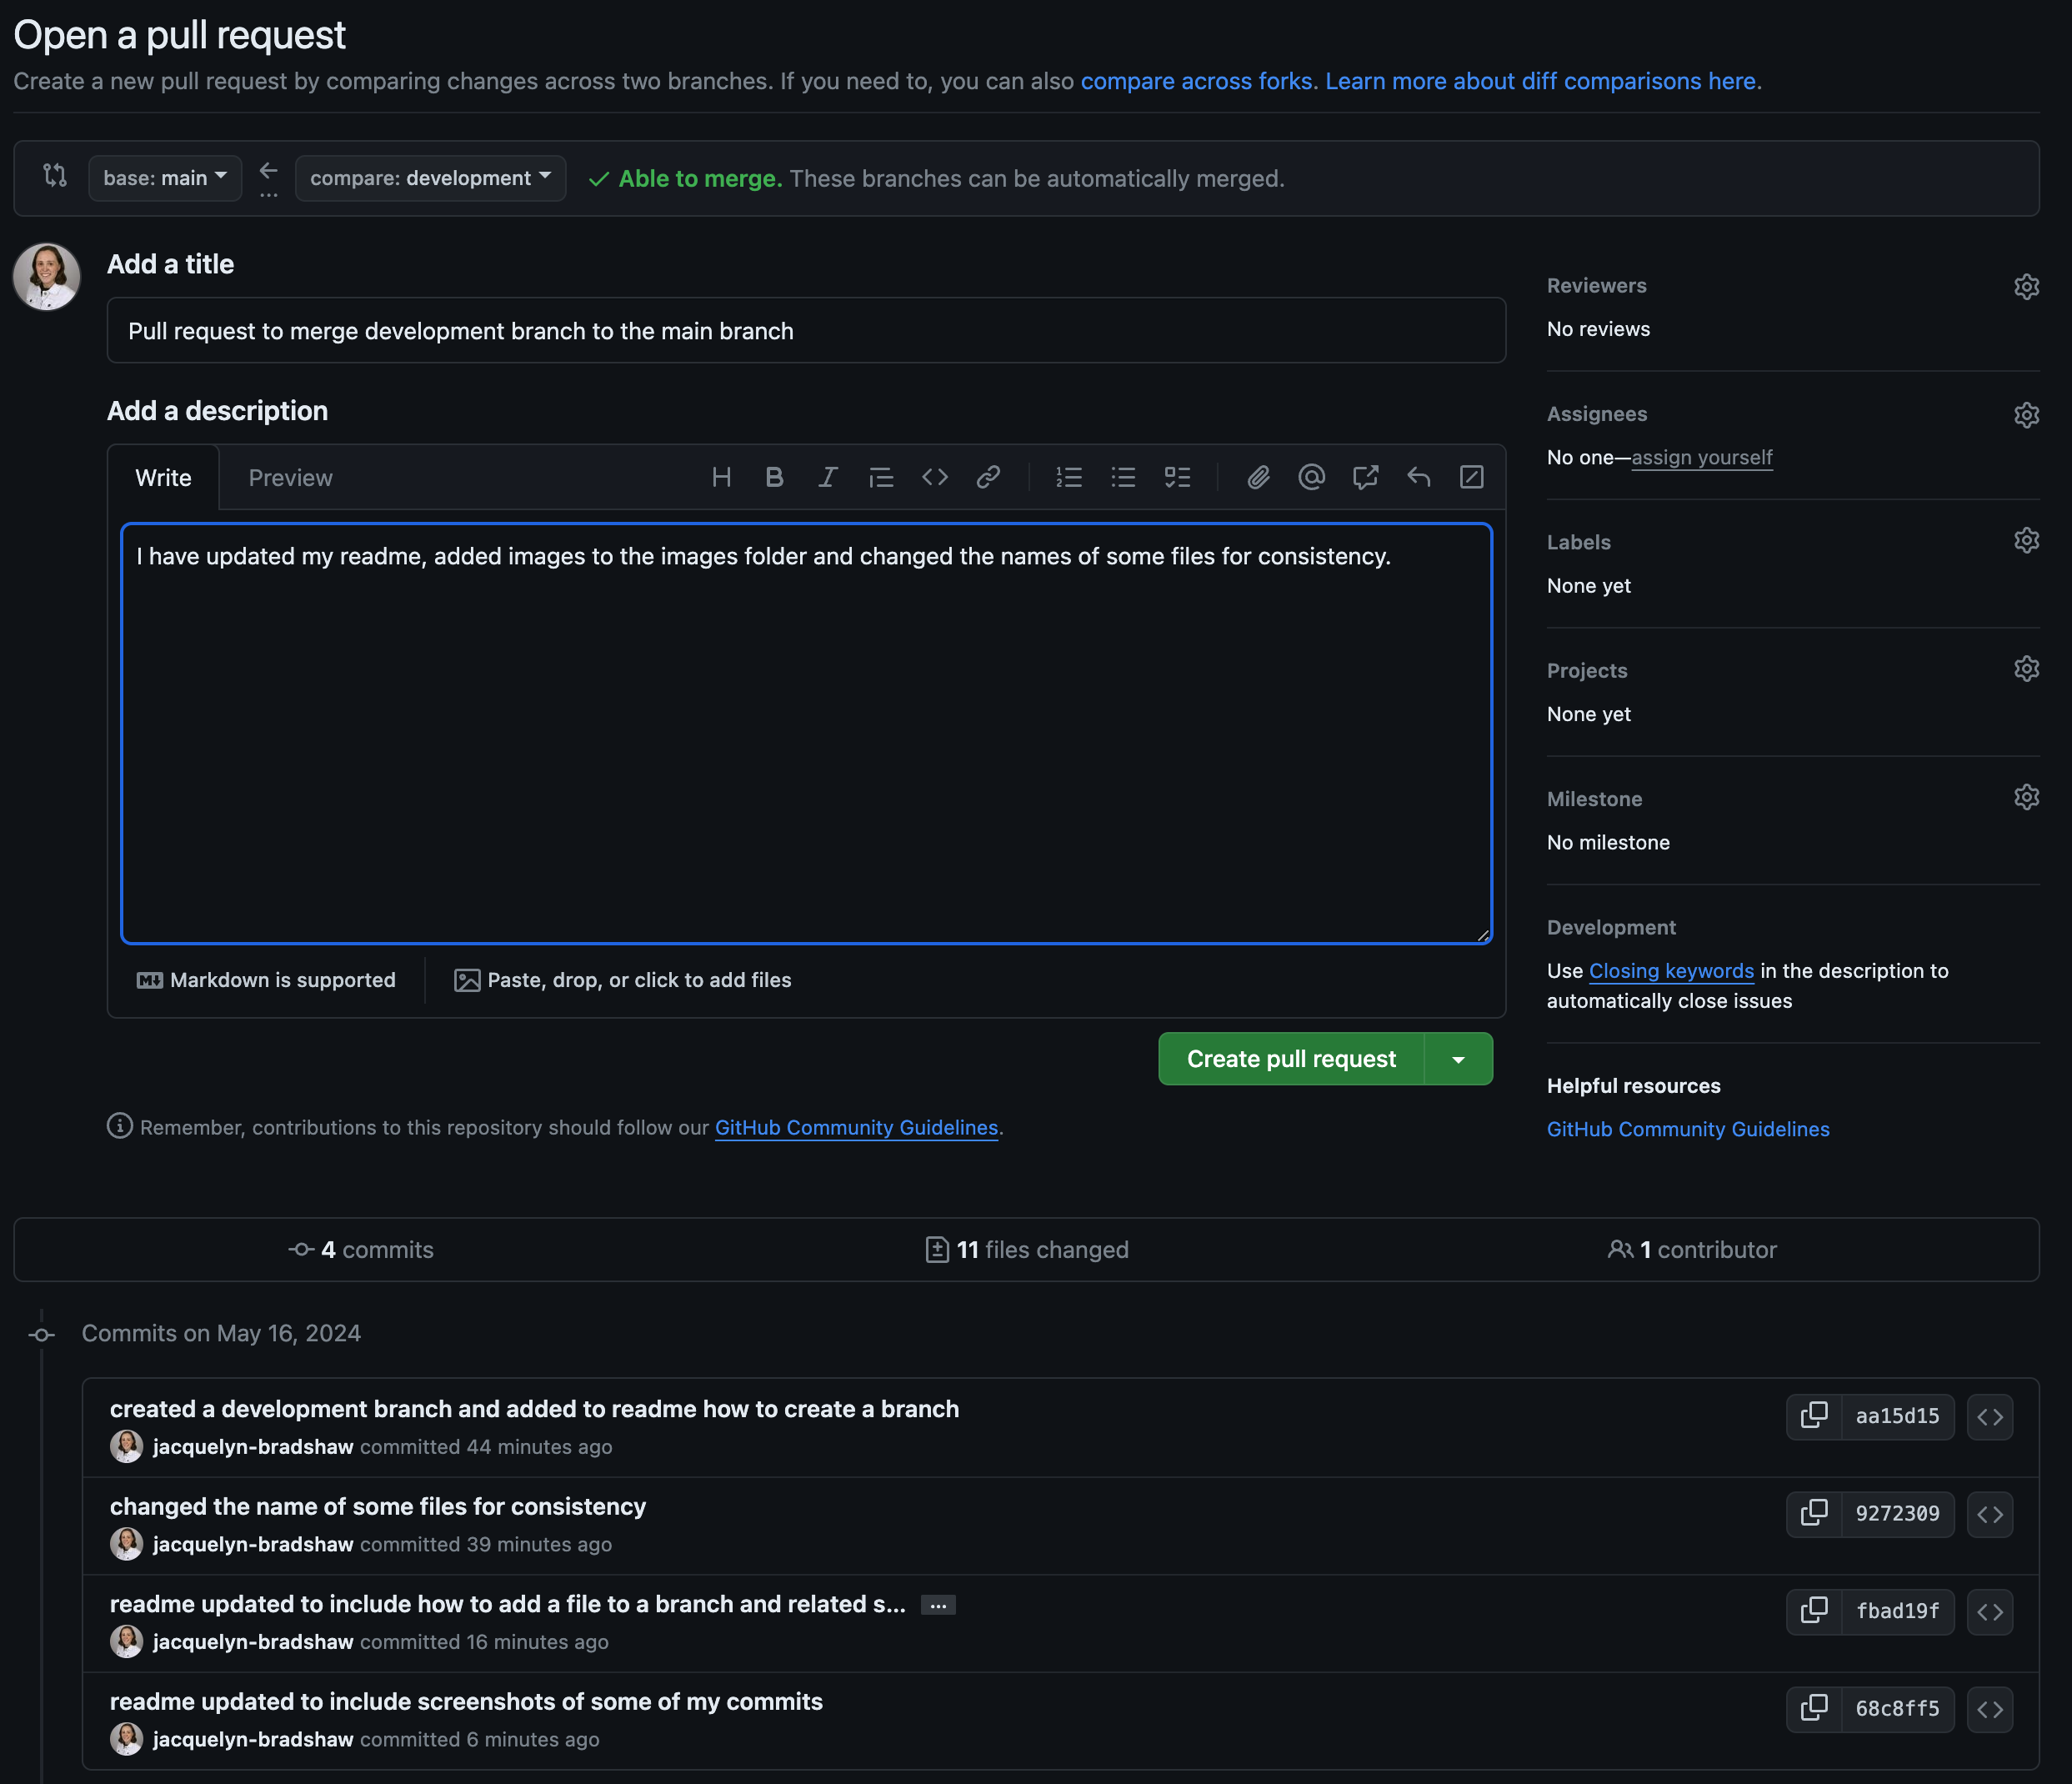 Open a pull request
Create a new pull request by comparing changes across two branches. If you need to, you can also compare across forks. Learn more about diff comparisons here.
base: main
compare: development
Able to merge. These branches can be automatically merged.
Add a title
Pull request to merge development branch to the main branch
Reviewers
No reviews
Assignees
No one—assign yourself
Labels
None yet
Projects
None yet
Milestone
No milestone
Development
Use Closing keywords in the description to
automatically close issues
Helpful resources
GitHub Community Guidelines
Add a description
Write
Preview
I have updated my readme, added images to the images folder and changed the names of some files for consistency.
Markdown is supported
Paste, drop, or click to add files
Create pull request
Remember, contributions to this repository should follow our GitHub Community Guidelines.
4 commits
11 files changed
1 contributor
Commits on May 16, 2024
created a development branch and added to readme how to create a branch
jacquelyn-bradshaw committed 44 minutes ago
aa15d15
changed the name of some files for consistency
jacquelyn-bradshaw committed 39 minutes ago
9272309
readme updated to include how to add a file to a branch and related s... ...
jacquelyn-bradshaw committed 16 minutes ago
fbad19f
readme updated to include screenshots of some of my commits
jacquelyn-bradshaw committed 6 minutes ago
68c8ff5